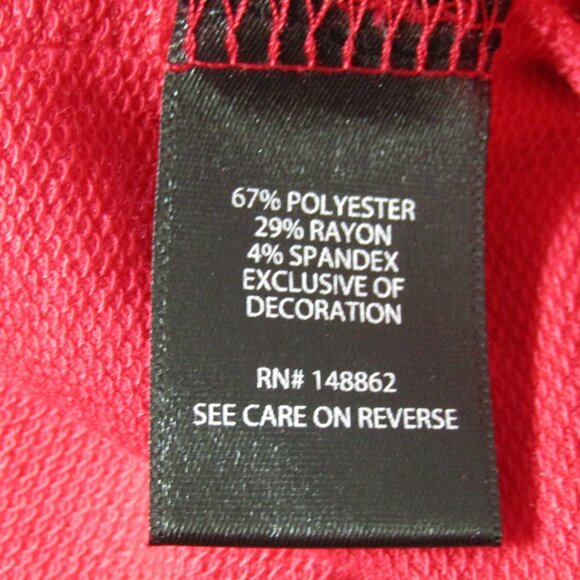 67% POLYESTER
29% RAYON
4% SPANDEX
EXCLUSIVE OF
DECORATION
RN# 148862
SEE CARE ON REVERSE